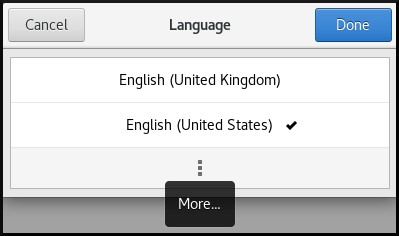 Cancel Language Done
English (United Kingdom)
English (United States) ✔
More...